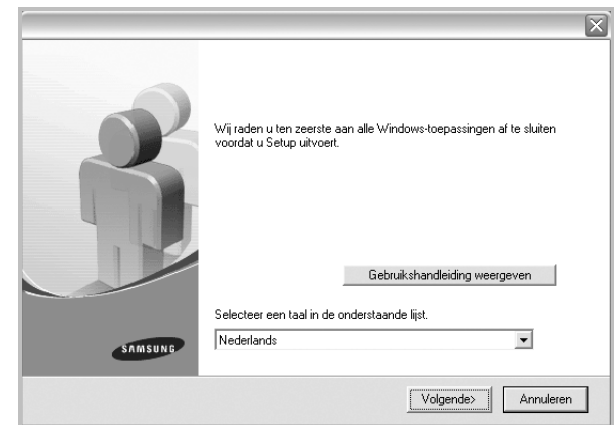 Wij raden u ten zeerste aan alle Windows-toepassingen af te sluiten
voordat u Setup uitvoert.
Gebruikshandleiding weergeven
Selecteer een taal in de onderstaande lijst.
Nederlands
SAMSUNG
Volgende>
Annuleren